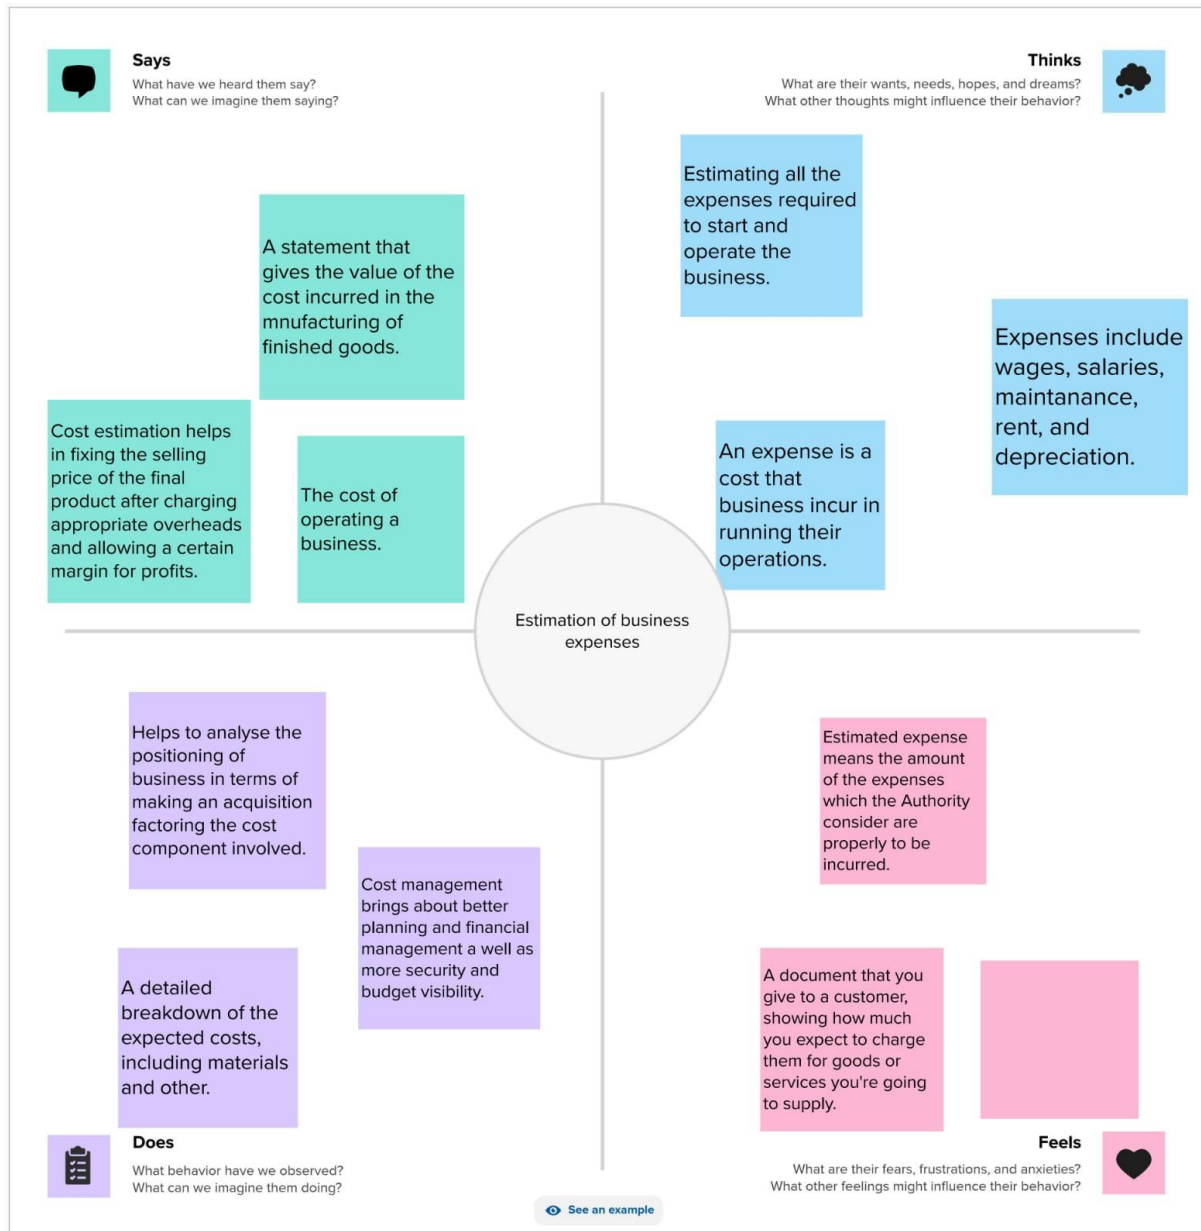 Says
What have we heard them say?
What can we imagine them saying?
Thinks
What are their wants, needs, hopes, and dreams?
What other thoughts might influence their behavior?
A statement that
gives the value of the
cost incurred in the
mnufacturing of
finished goods.
Cost estimation helps
in fixing the selling
price of the final
product after charging
appropriate overheads
and allowing a certain
margin for profits.
The cost of
operating a
business.
Estimating all the
expenses required
to start and
operate the
business.
Expenses include
wages, salaries,
maintanance,
rent, and
depreciation.
An expense is a
cost that
business incur in
running their
operations.
Estimation of business
expenses
Helps to analyse the
positioning of
business in terms of
making an acquisition
factoring the cost
component involved.
Cost management
brings about better
planning and financial
management a well as
more security and
budget visibility.
A detailed
breakdown of the
expected costs,
including materials
and other.
Estimated expense
means the amount
of the expenses
which the Authority
consider are
properly to be
incurred.
A document that you
give to a customer,
showing how much
you expect to charge
them for goods or
services you're going
to supply.
Does
What behavior have we observed?
What can we imagine them doing?
Feels
What are their fears, frustrations, and anxieties?
What other feelings might influence their behavior?
See an example